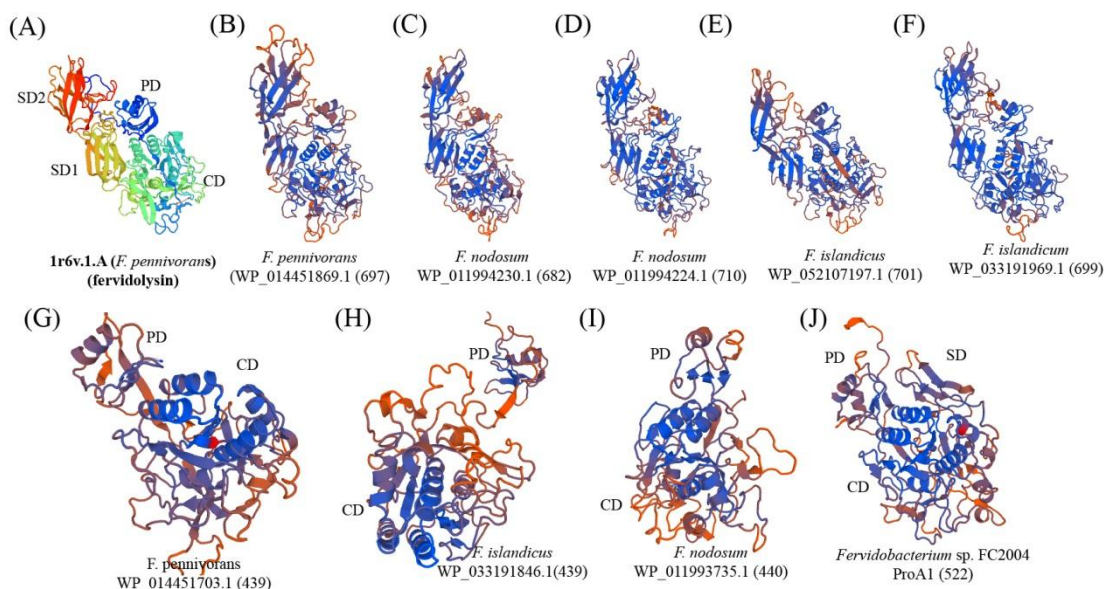 (A)
(B)
(C)
(D)
(E)
(F)
SD2
PD
SD1
CD
1r6v.1.A (F. pennivorans)
(fervidolysin)
F. pennivorans
(WP_014451869.1 (697)
F. nodosum
WP_011994230.1 (682)
F. nodosum
WP_011994224.1 (710)
F. islandicus
WP_052107197.1 (701)
F. islandicum
WP_033191969.1 (699)
(G)
(H)
(I)
(J)
PD
CD
F. pennivorans
WP_014451703.1 (439)
PD
CD
F. islandicus
WP_033191846.1(439)
PD
CD
F. nodosum
WP_011993735.1 (440)
PD
SD
CD
Fervidobacterium sp. FC2004
ProA1 (522)